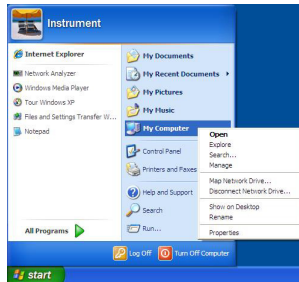 Instrument
Internet Explorer
Network Analyzer
Windows Media Player
Tour Windows XP
Files and Settings Transfer W...
Notepad
All Programs
My Documents
My Recent Documents
My Pictures
My Music
My Computer
Control Panel
Printers and Faxes
Help and Support
Search
Run...
Open
Explore
Search...
Manage
Map Network Drive...
Disconnect Network Drive...
Show on Desktop
Rename
Properties
Log Off
Turn Off Computer
start